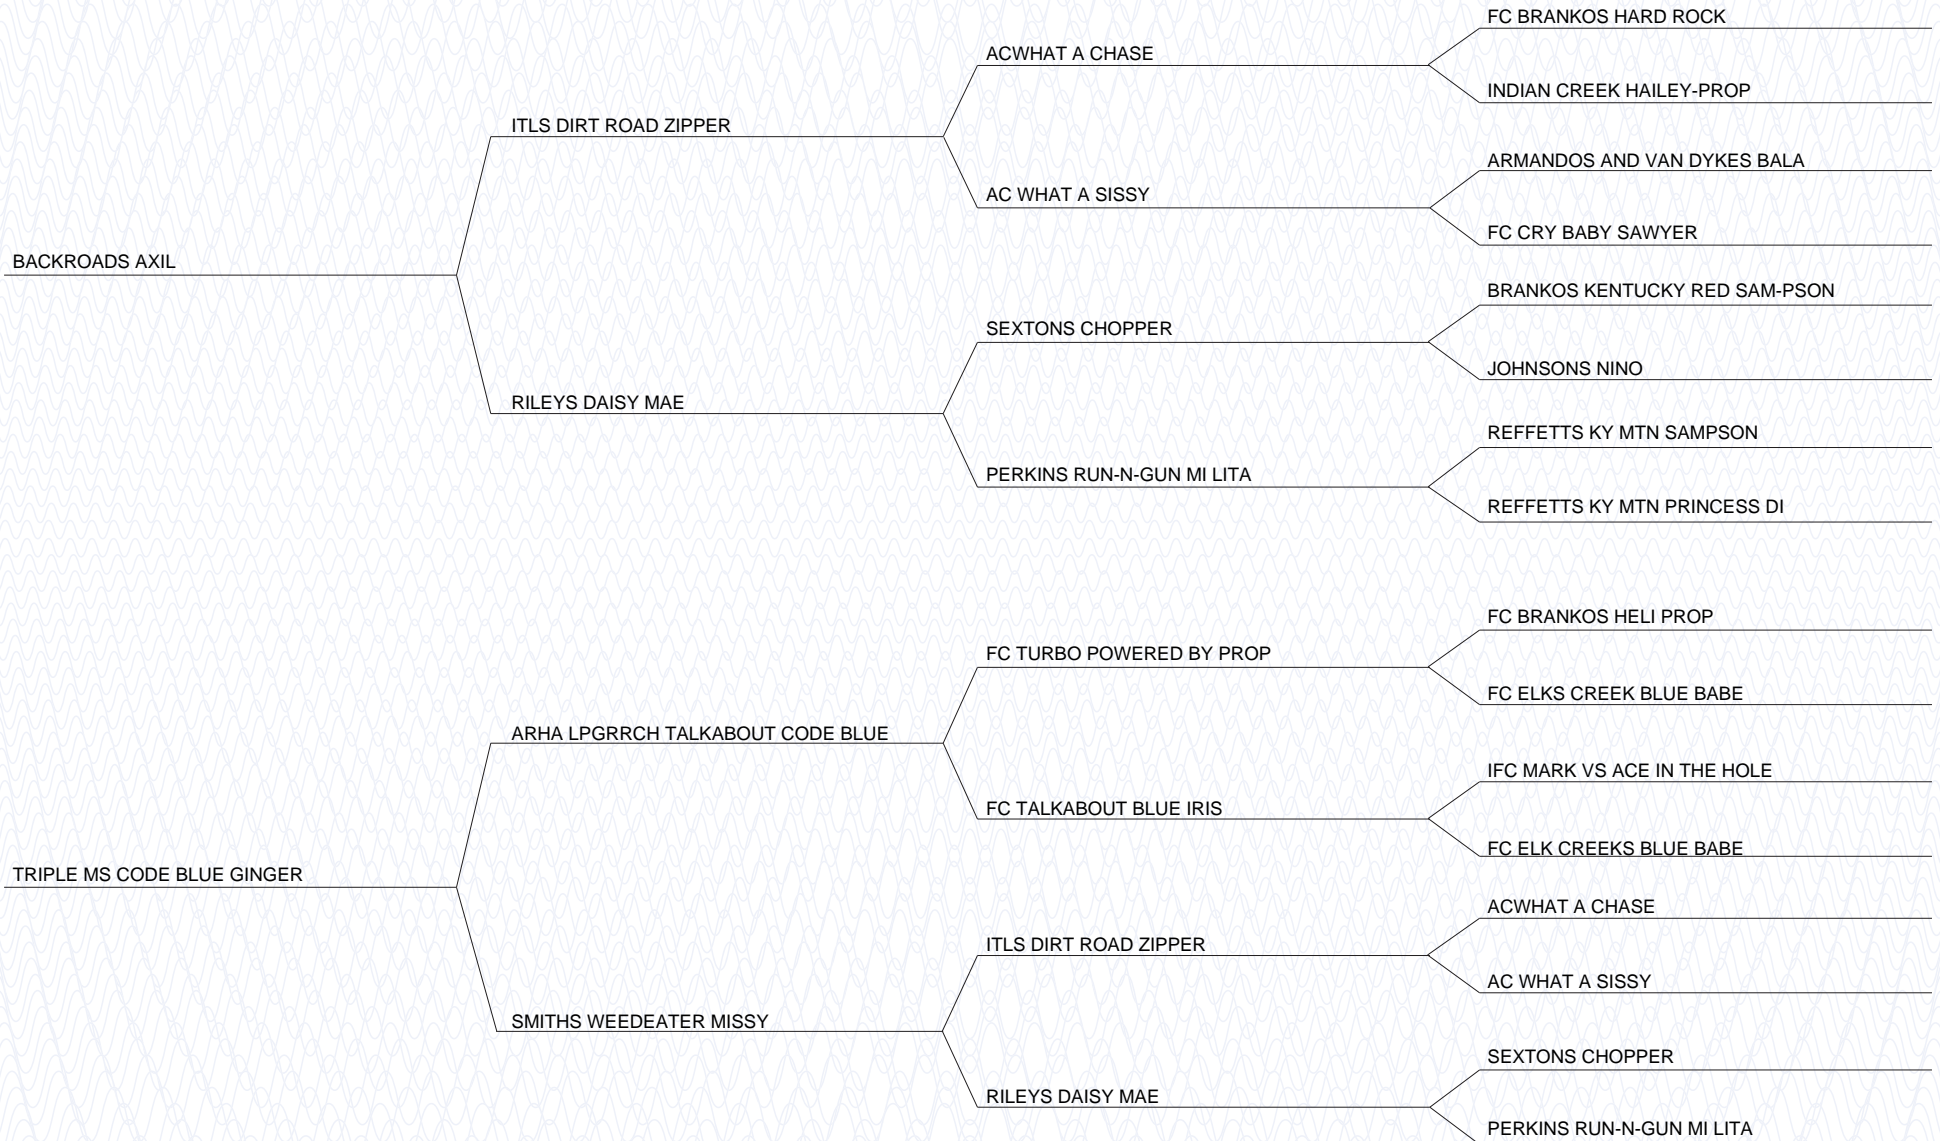 FC BRANKOS HARD ROCK
ACWHAT A CHASE
INDIAN CREEK HAILEY-PROP
ITLS DIRT ROAD ZIPPER
ARMANDOS AND VAN DYKES BALA
AC WHAT A SISSY
FC CRY BABY SAWYER
BACKROADS AXIL
BRANKOS KENTUCKY RED SAM-PSON
SEXTONS CHOPPER
JOHNSONS NINO
RILEYS DAISY MAE
REFFETTS KY MTN SAMPSON
PERKINS RUN-N-GUN MI LITA
REFFETTS KY MTN PRINCESS DI
FC BRANKOS HELI PROP
FC TURBO POWERED BY PROP
FC ELKS CREEK BLUE BABE
ARHA LPGRRCH TALKABOUT CODE BLUE
IFC MARK VS ACE IN THE HOLE
FC TALKABOUT BLUE IRIS
FC ELK CREEKS BLUE BABE
TRIPLE MS CODE BLUE GINGER
ACWHAT A CHASE
ITLS DIRT ROAD ZIPPER
AC WHAT A SISSY
SMITHS WEEDEATER MISSY
SEXTONS CHOPPER
RILEYS DAISY MAE
PERKINS RUN-N-GUN MI LITA